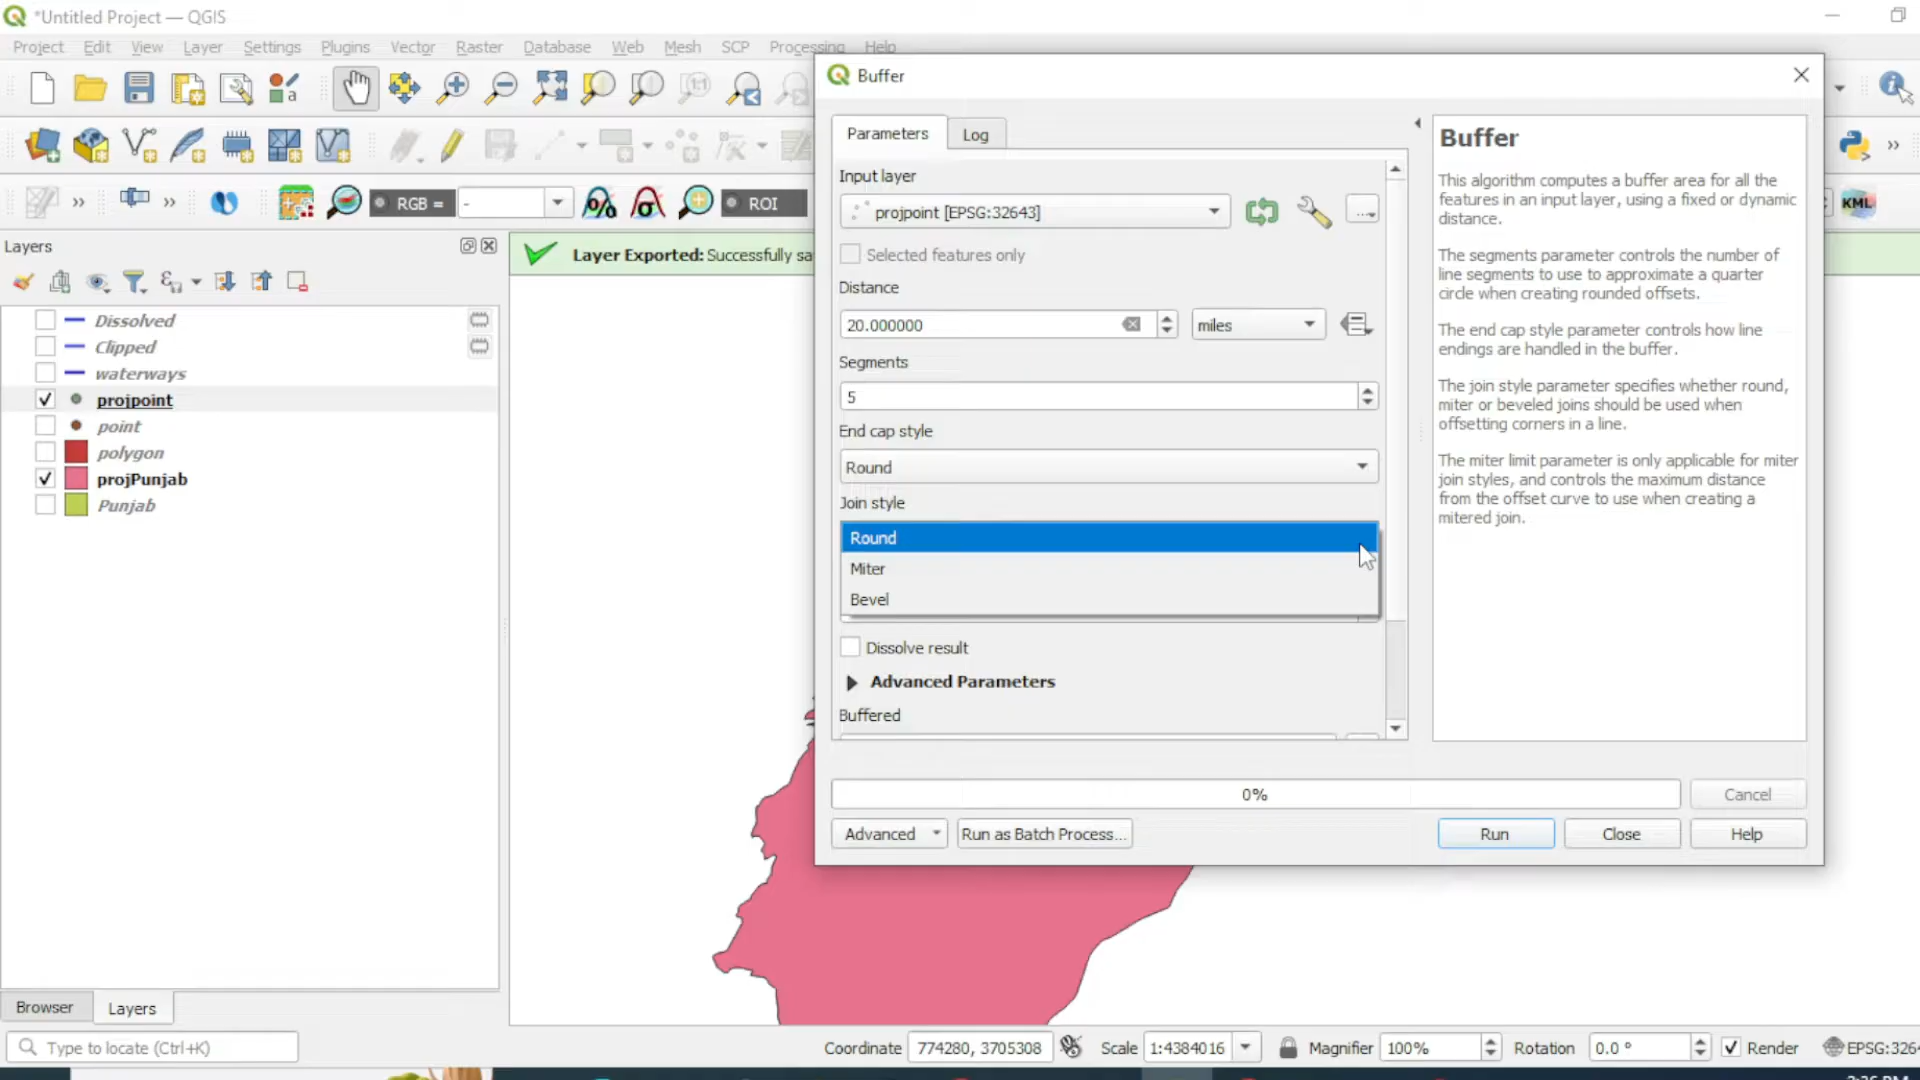 *Untitled Project — QGIS
Project Edit View Layer Settings Plugins Vector Raster Database Web Mesh SCP Processing Help
Buffer
Parameters Log
Input layer
projpoint [EPSG:32643]
...
Selected features only
Distance
20.000000
miles
Segments
5
End cap style
Round
Join style
Round
Miter
Bevel
Dissolve result
Advanced Parameters
Buffered
0%
Cancel
Advanced
Run as Batch Process...
Run
Close
Help
Buffer
This algorithm computes a buffer area for all the
features in an input layer, using a fixed or dynamic
distance.
The segments parameter controls the number of
line segments to use to approximate a quarter
circle when creating rounded offsets.
The end cap style parameter controls how line
endings are handled in the buffer.
The join style parameter specifies whether round,
miter or beveled joins should be used when
offsetting corners in a line.
The miter limit parameter is only applicable for miter
join styles, and controls the maximum distance
from the offset curve to use when creating a
mitered join.
RGB =
-
ROI
KML
Layers
Layer Exported: Successfully sa
Dissolved
Clipped
waterways
projpoint
point
polygon
projPunjab
Punjab
Browser Layers
Type to locate (Ctrl+K)
Coordinate 774280, 3705308 Scale 1:4384016 Magnifier 100% Rotation 0.0 ° Render EPSG:3264